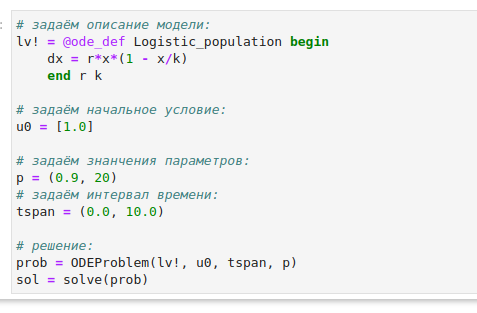 # задаём описание модели:
lv! = @ode_def Logistic_population begin
    dx = r*x*(1 - x/k)
    end r k

# задаём начальное условие:
u0 = [1.0]

# задаём знанчения параметров:
p = (0.9, 20)
# задаём интервал времени:
tspan = (0.0, 10.0)

# решение:
prob = ODEProblem(lv!, u0, tspan, p)
sol = solve(prob)